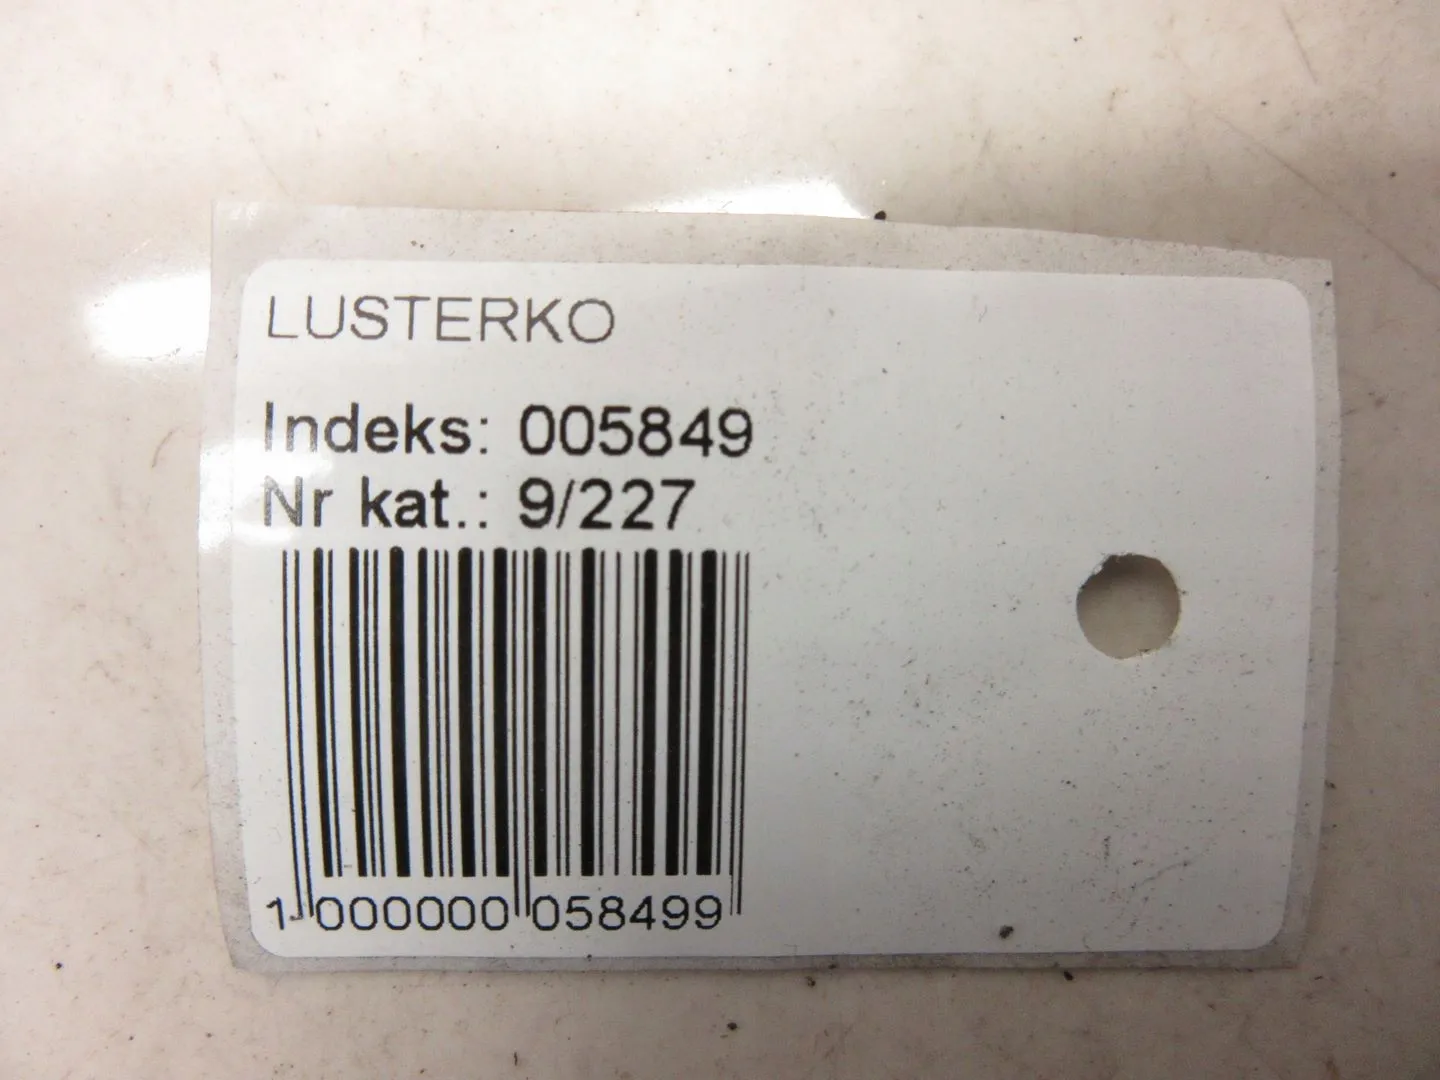 LUSTERKO
Indeks: 005849
Nr kat.: 9/227
1 000000 058499